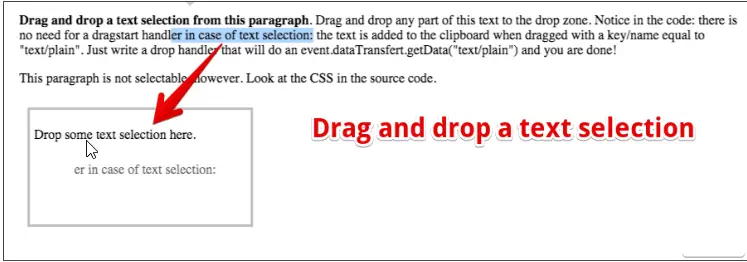 Drag and drop a text selection from this paragraph. Drag and drop any part of this text to the drop zone. Notice in the code: there is
no need for a dragstart handler in case of text selection: the text is added to the clipboard when dragged with a key/name equal to
"text/plain". Just write a drop handler that will do an event.dataTransfert.getData("text/plain") and you are done!
This paragraph is not selectable however. Look at the CSS in the source code.
Drop some text selection here.
Drag and drop a text selection
er in case of text selection: